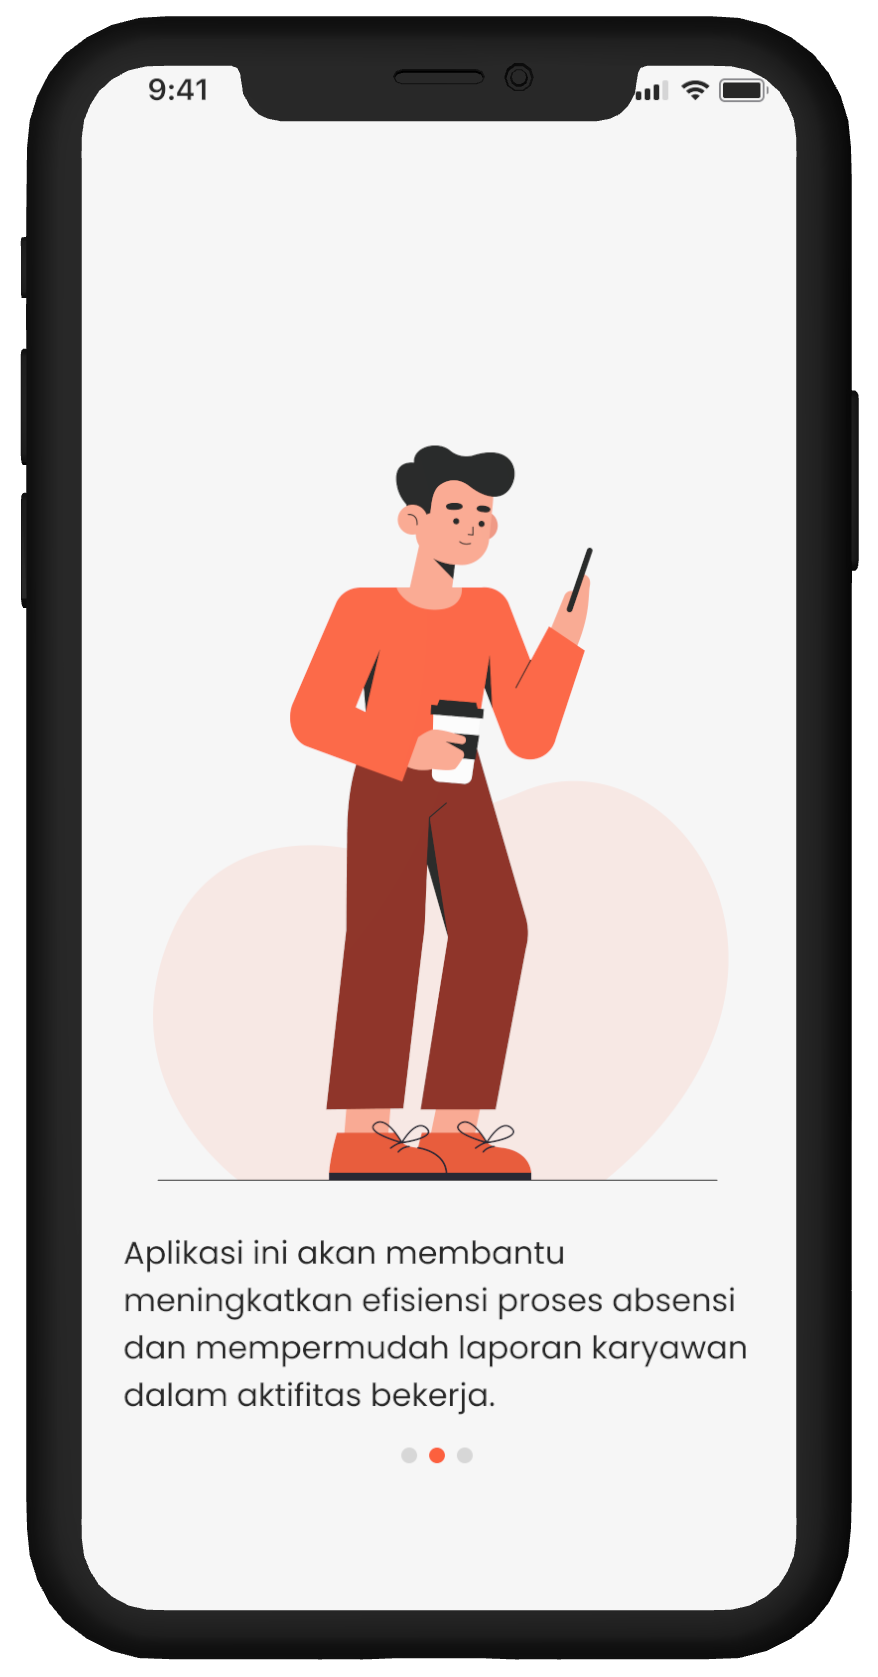 9:41
Aplikasi ini akan membantu
meningkatkan efisiensi proses absensi
dan mempermudah laporan karyawan
dalam aktifitas bekerja.